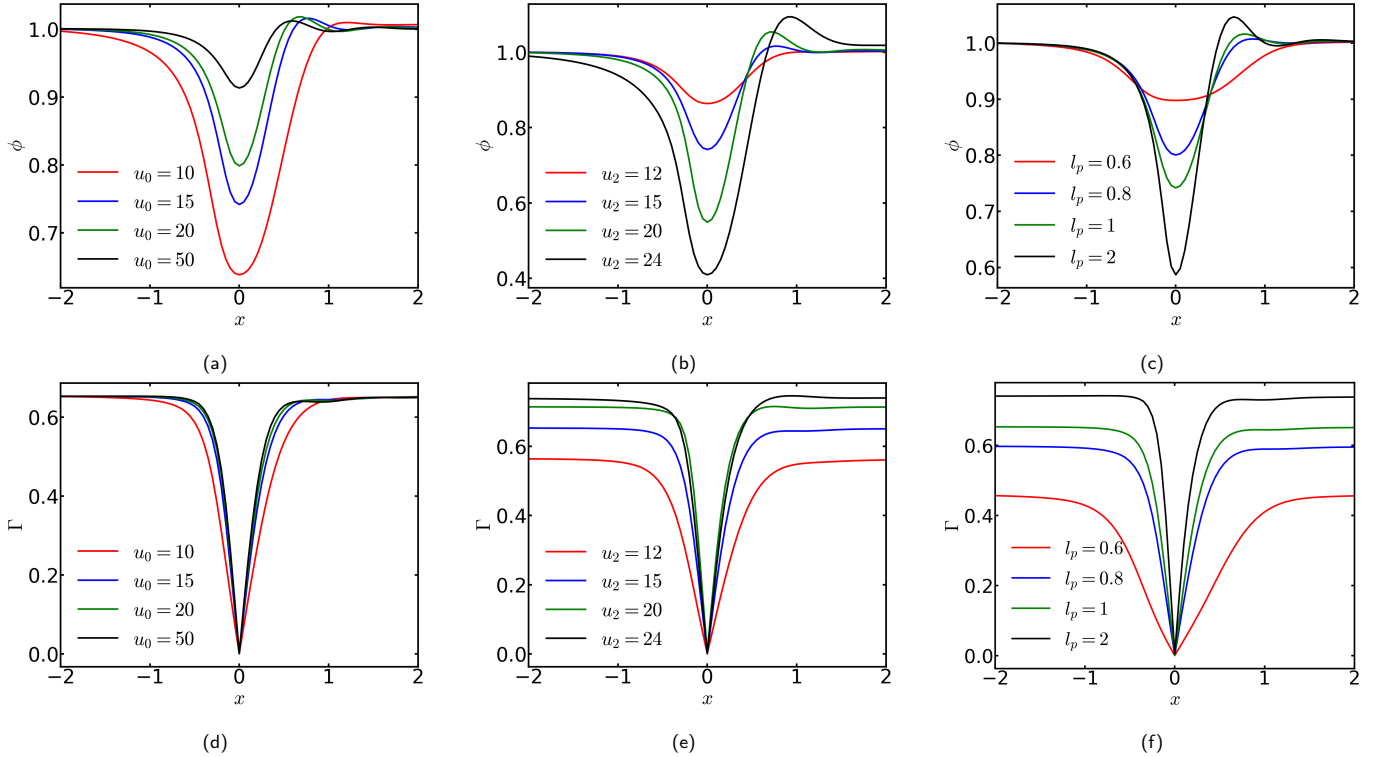 1.0
0.9
0.8
0.7
ϕ
u₀ = 10
u₀ = 15
u₀ = 20
u₀ = 50
−2 −1 0 1 2
x
(a)
1.0
0.8
0.6
0.4
ϕ
u₂ = 12
u₂ = 15
u₂ = 20
u₂ = 24
−2 −1 0 1 2
x
(b)
1.0
0.9
0.8
0.7
0.6
ϕ
lₚ = 0.6
lₚ = 0.8
lₚ = 1
lₚ = 2
−2 −1 0 1 2
x
(c)
0.6
0.4
0.2
0.0
Γ
u₀ = 10
u₀ = 15
u₀ = 20
u₀ = 50
−2 −1 0 1 2
x
(d)
0.6
0.4
0.2
0.0
Γ
u₂ = 12
u₂ = 15
u₂ = 20
u₂ = 24
−2 −1 0 1 2
x
(e)
0.6
0.4
0.2
0.0
Γ
lₚ = 0.6
lₚ = 0.8
lₚ = 1
lₚ = 2
−2 −1 0 1 2
x
(f)